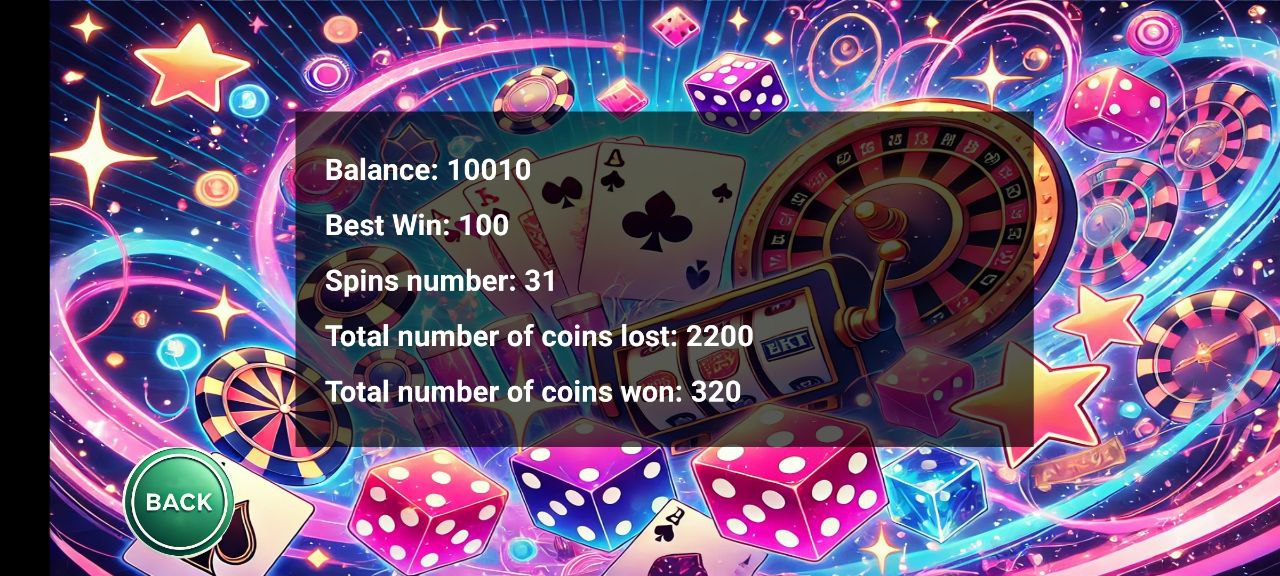 Balance: 10010
Best Win: 100
Spins number: 31
Total number of coins lost: 2200
Total number of coins won: 320
BACK